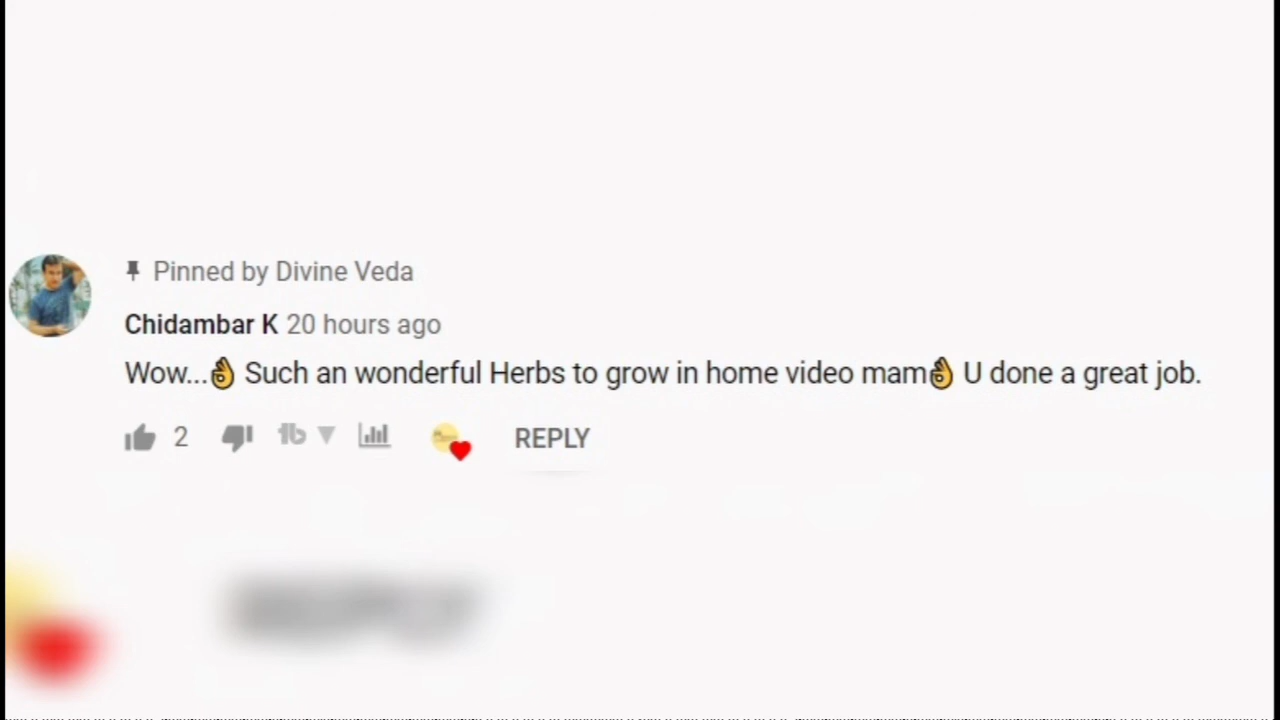 Pinned by Divine Veda
Chidambar K 20 hours ago
Wow...👌 Such an wonderful Herbs to grow in home video mam👌 U done a great job.
2 REPLY